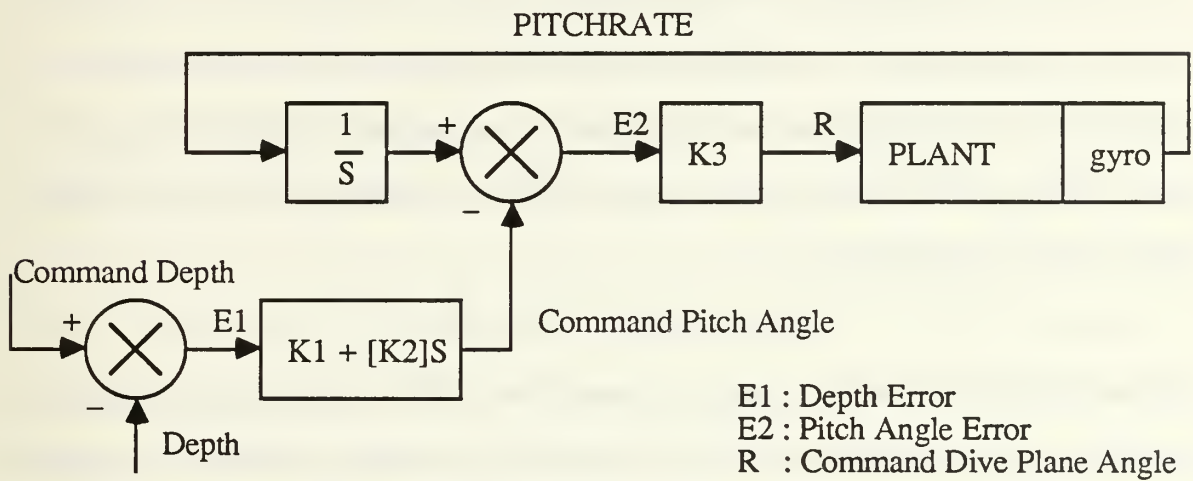 PITCHRATE
1
S
+
E2
K3
R
PLANT
gyro
–
Command Depth
+
E1
K1 + [K2]S
Command Pitch Angle
–
Depth
E1 : Depth Error
E2 : Pitch Angle Error
R : Command Dive Plane Angle